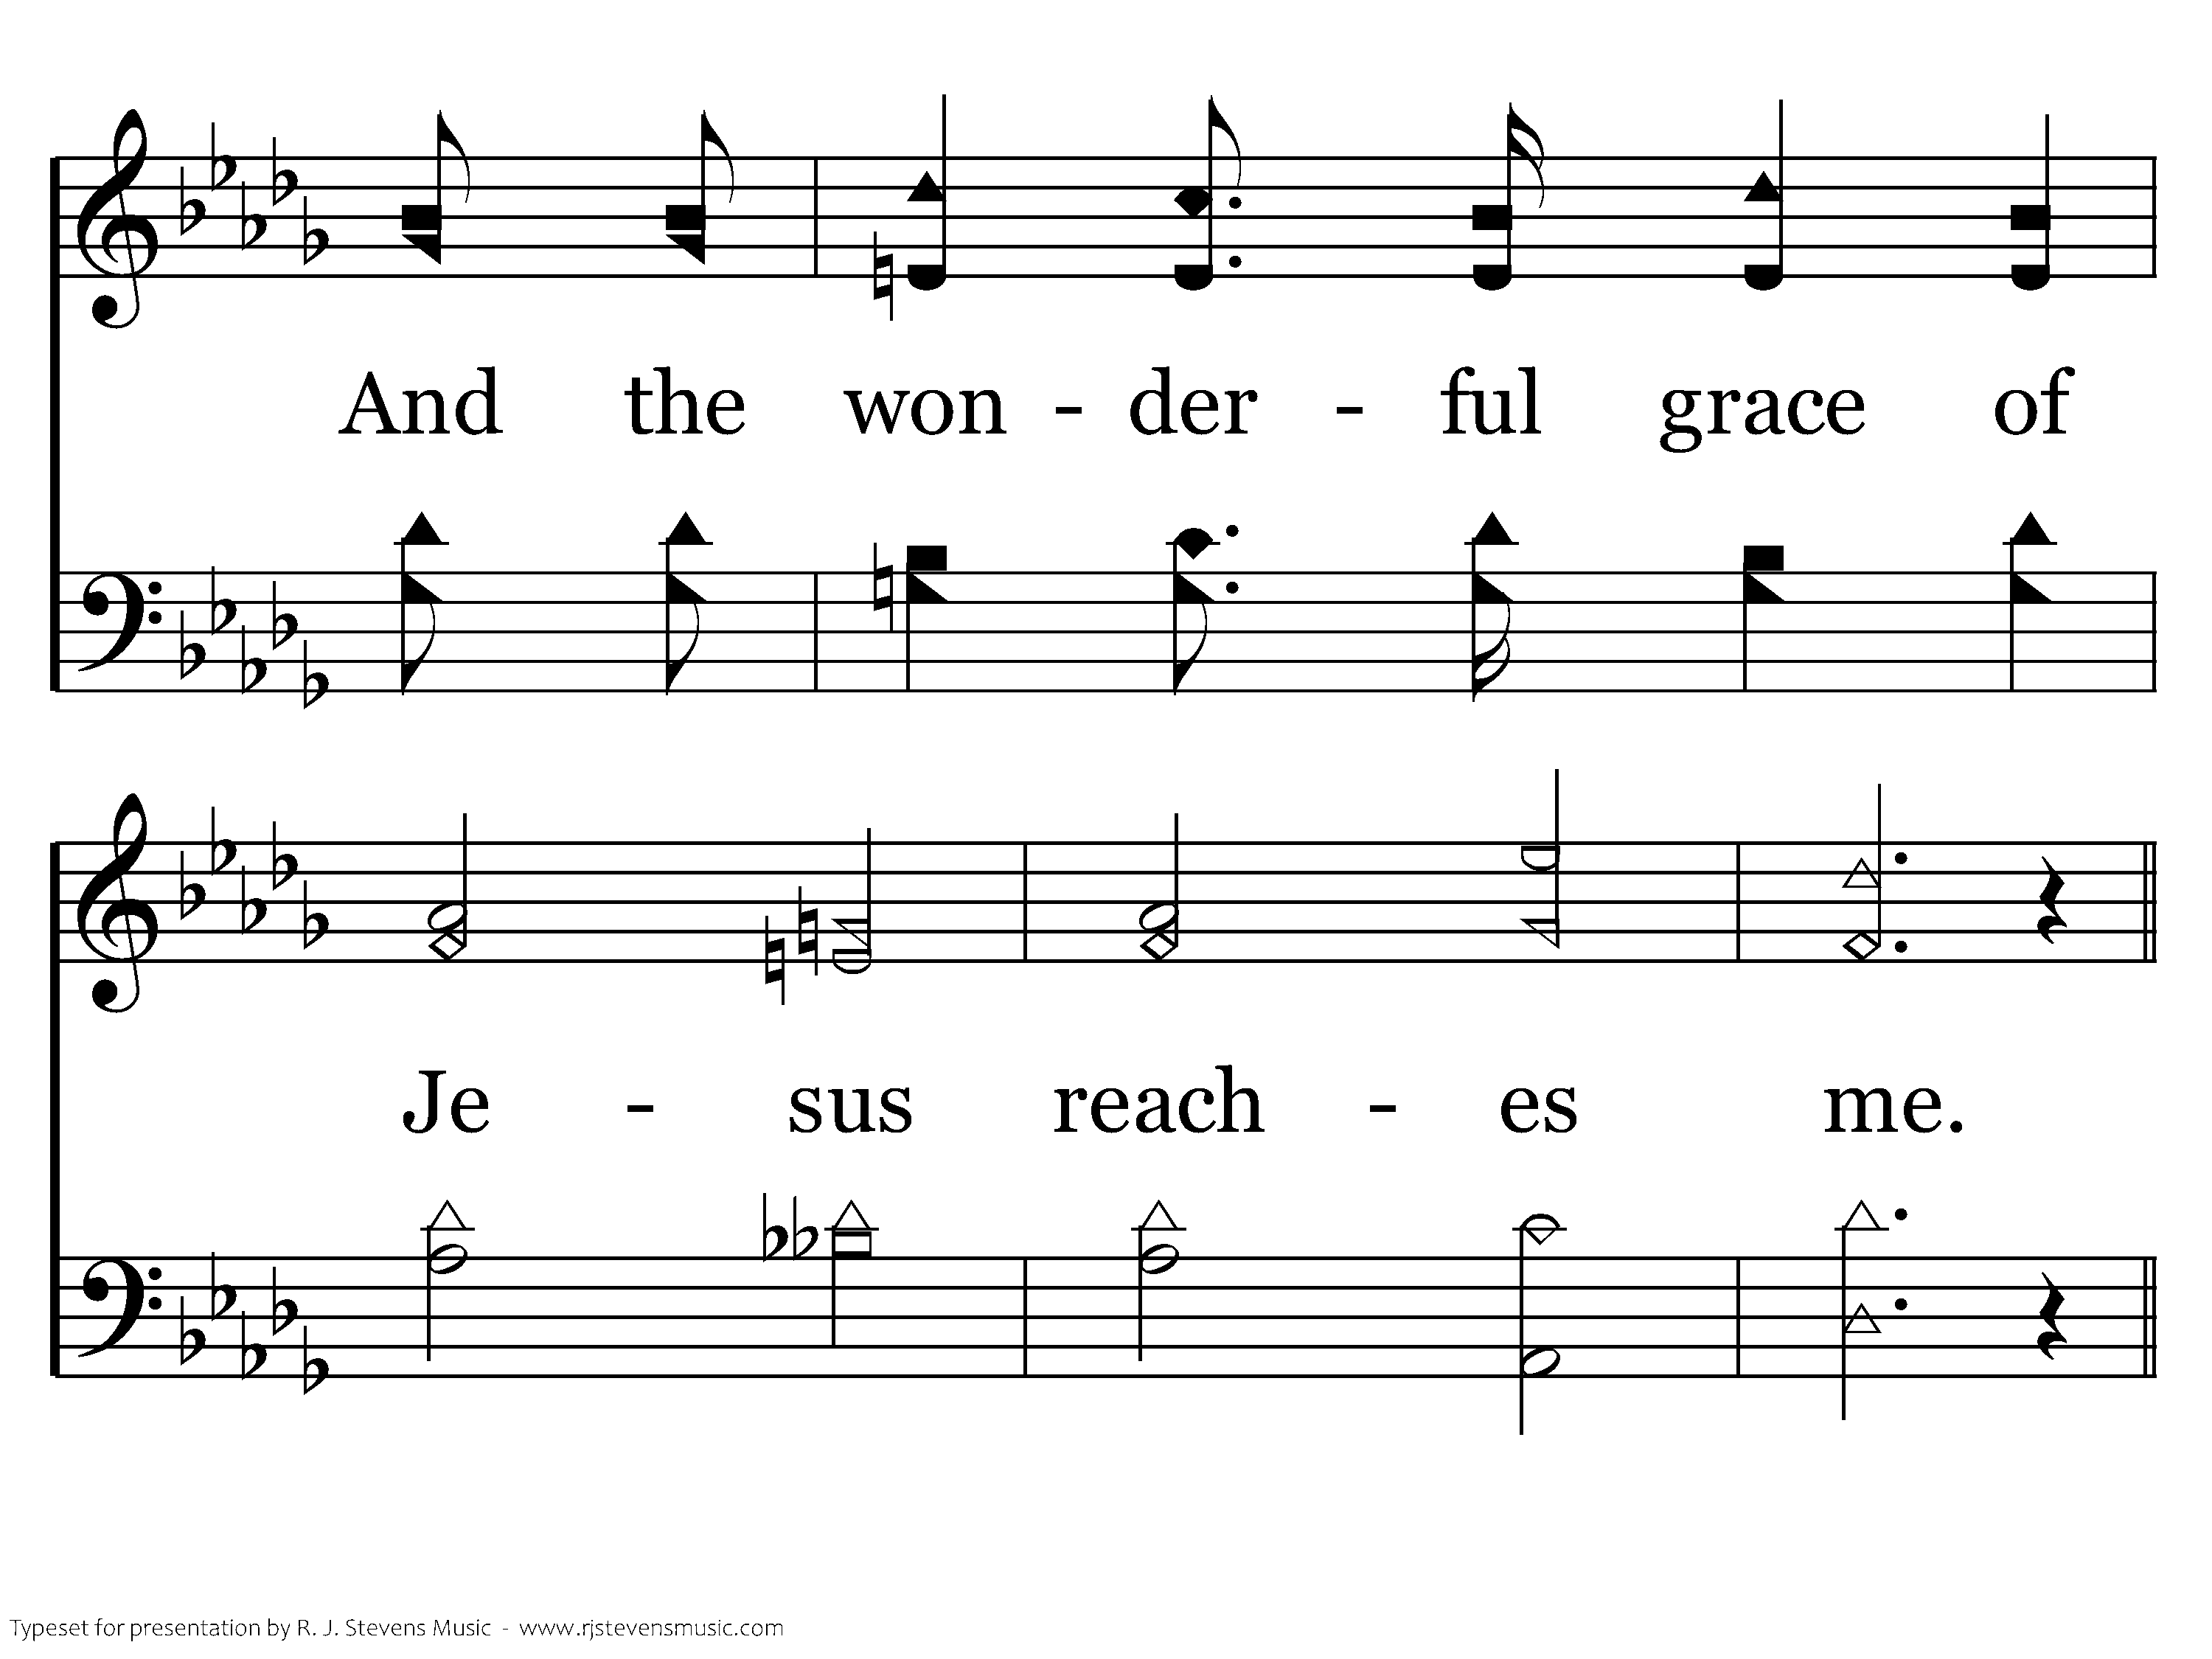 And the won - der - ful grace of
Je - sus reach - es me.
Typeset for presentation by R. J. Stevens Music - www.rjstevensmusic.com